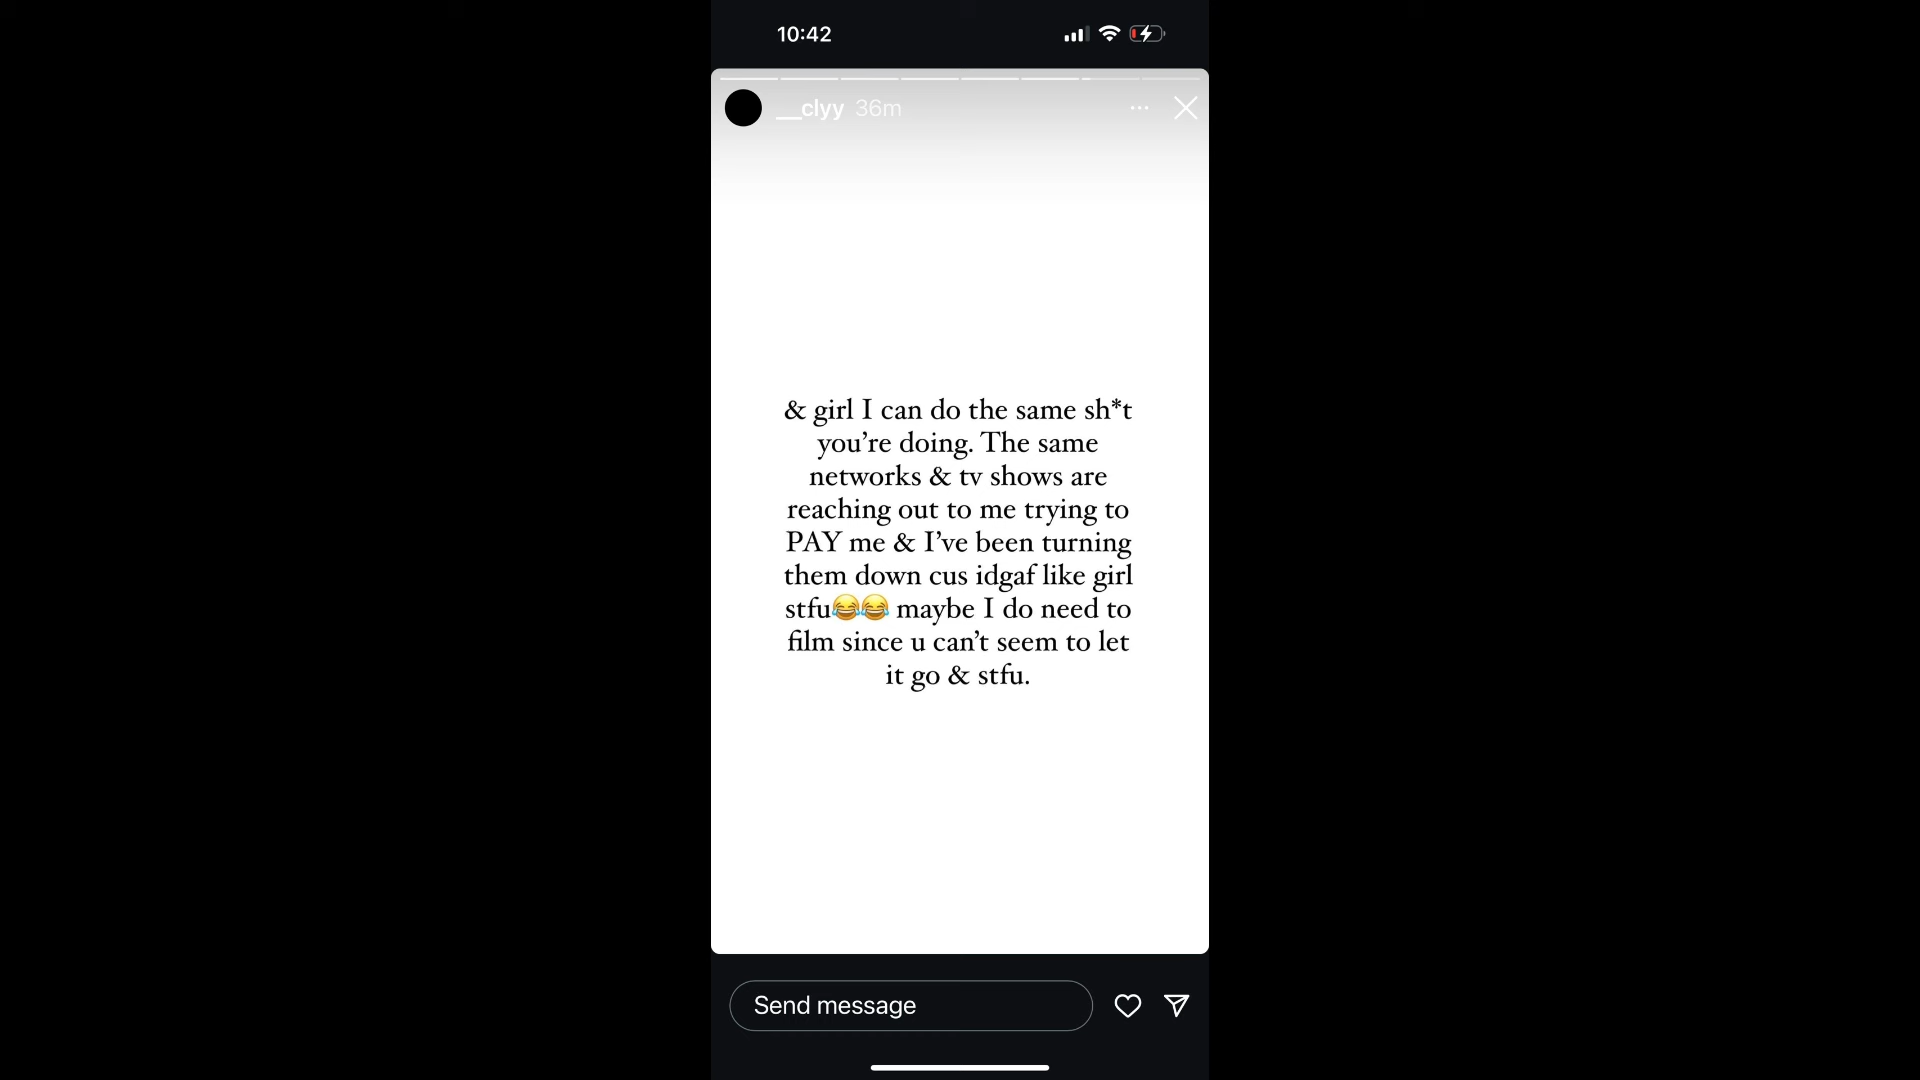 10:42
__clyy 36m
& girl I can do the same sh*t
you’re doing. The same
networks & tv shows are
reaching out to me trying to
PAY me & I’ve been turning
them down cus idgaf like girl
stfu😂😂 maybe I do need to
film since u can’t seem to let
it go & stfu.
Send message